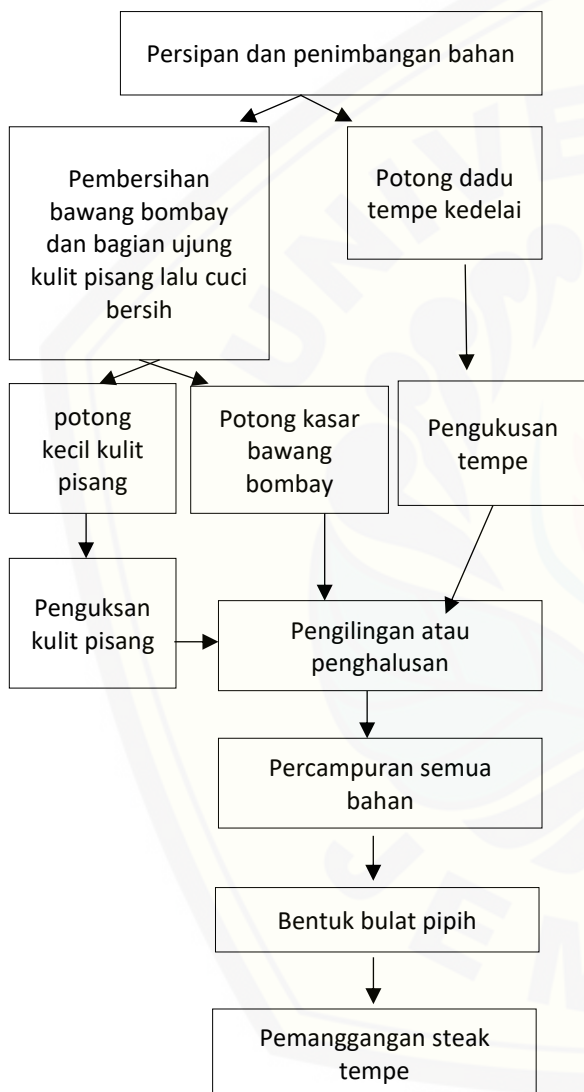 Persipan dan penimbangan bahan
Pembersihan
bawang bombay
dan bagian ujung
kulit pisang lalu cuci
bersih
Potong dadu
tempe kedelai
potong
kecil kulit
pisang
Potong kasar
bawang
bombay
Pengukusan
tempe
Penguksan
kulit pisang
Pengilingan atau
penghalusan
Percampuran semua
bahan
Bentuk bulat pipih
Pemanggangan steak
tempe